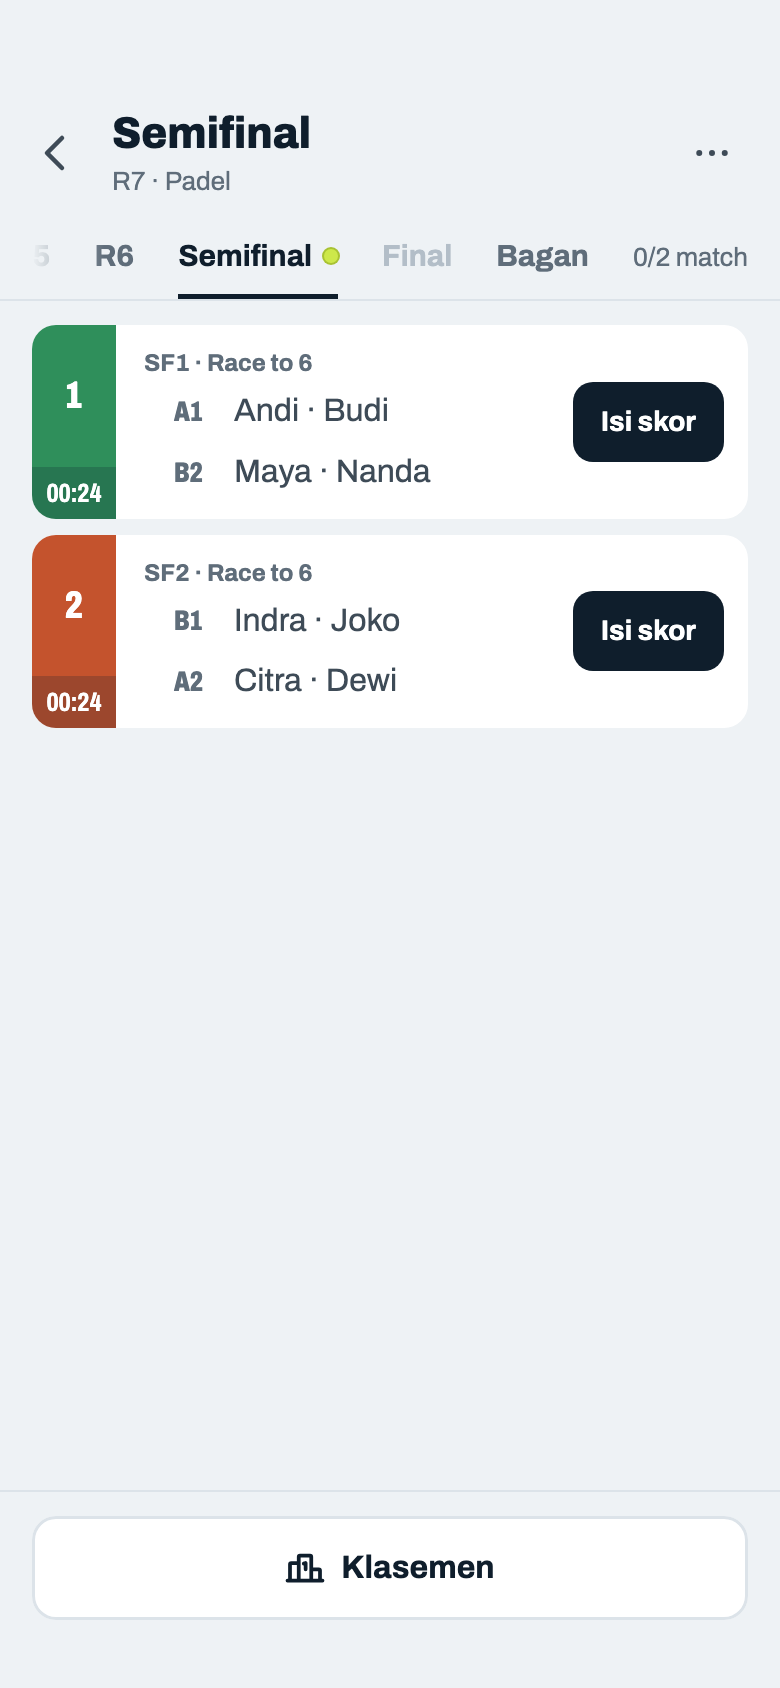 Semifinal
R7 · Padel
5 R6 Semifinal Final Bagan 0/2 match
1
00:24
SF1 · Race to 6
A1 Andi · Budi
B2 Maya · Nanda
Isi skor
2
00:24
SF2 · Race to 6
B1 Indra · Joko
A2 Citra · Dewi
Isi skor
Klasemen